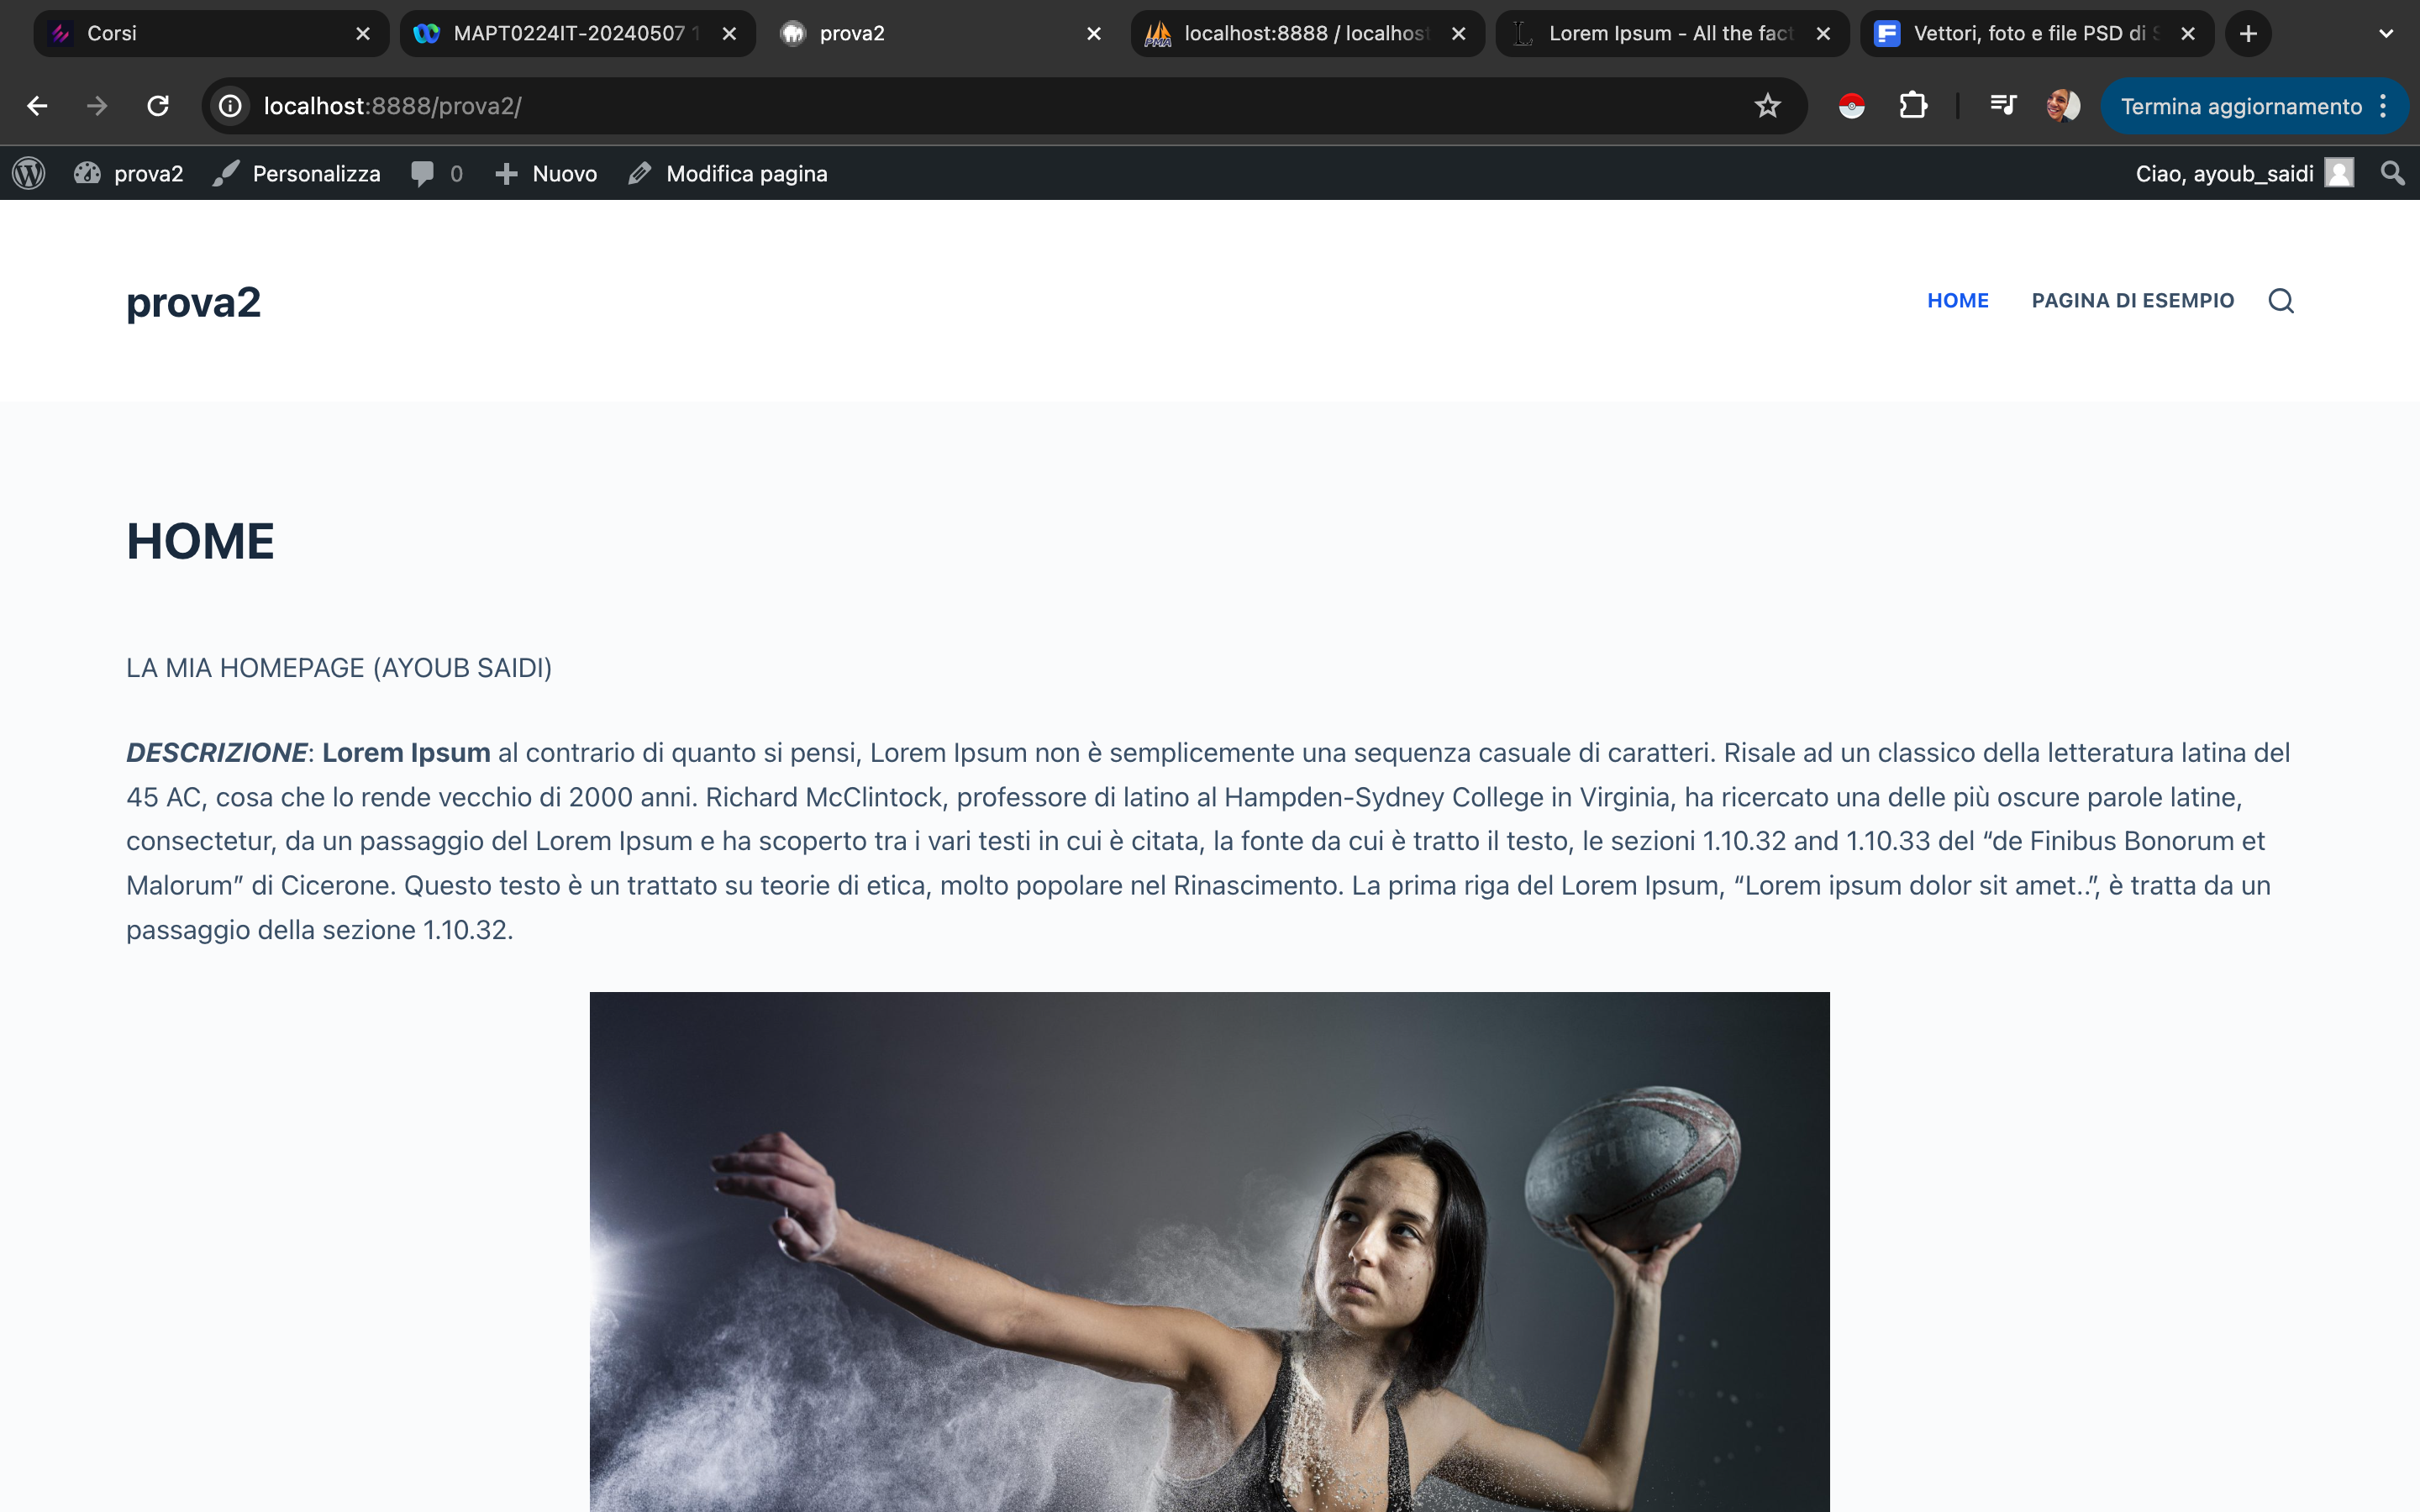 Corsi
MAPT0224IT-20240507 1
prova2
localhost:8888 / localhost
Lorem Ipsum - All the fact
Vettori, foto e file PSD di S
localhost:8888/prova2/
Termina aggiornamento
prova2
Personalizza
0
Nuovo
Modifica pagina
Ciao, ayoub_saidi
prova2
HOME
PAGINA DI ESEMPIO
HOME
LA MIA HOMEPAGE (AYOUB SAIDI)
DESCRIZIONE: Lorem Ipsum al contrario di quanto si pensi, Lorem Ipsum non è semplicemente una sequenza casuale di caratteri. Risale ad un classico della letteratura latina del
45 AC, cosa che lo rende vecchio di 2000 anni. Richard McClintock, professore di latino al Hampden-Sydney College in Virginia, ha ricercato una delle più oscure parole latine,
consectetur, da un passaggio del Lorem Ipsum e ha scoperto tra i vari testi in cui è citata, la fonte da cui è tratto il testo, le sezioni 1.10.32 and 1.10.33 del “de Finibus Bonorum et
Malorum” di Cicerone. Questo testo è un trattato su teorie di etica, molto popolare nel Rinascimento. La prima riga del Lorem Ipsum, “Lorem ipsum dolor sit amet..”, è tratta da un
passaggio della sezione 1.10.32.